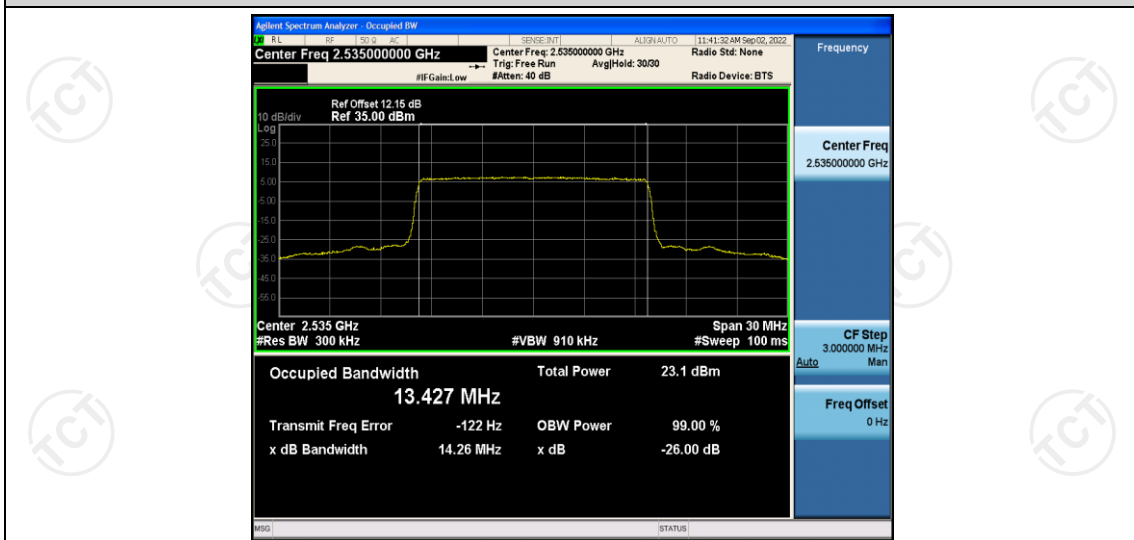 Agilent Spectrum Analyzer - Occupied BW
RL RF 50 Ω AC SENSE:INT ALIGN AUTO 11:41:32 AM Sep 02, 2022
Center Freq 2.535000000 GHz
Center Freq: 2.535000000 GHz
Radio Std: None
Trig: Free Run Avg|Hold: 30/30
#IFGain:Low #Atten: 40 dB Radio Device: BTS
Frequency
Ref Offset 12.15 dB
10 dB/div Ref 35.00 dBm
Log
25.0
15.0
5.00
-5.00
-15.0
-25.0
-35.0
-45.0
-55.0
Center 2.535 GHz Span 30 MHz
#Res BW 300 kHz #VBW 910 kHz #Sweep 100 ms
Occupied Bandwidth Total Power 23.1 dBm
13.427 MHz
Transmit Freq Error -122 Hz OBW Power 99.00 %
x dB Bandwidth 14.26 MHz x dB -26.00 dB
Center Freq
2.535000000 GHz
CF Step
3.000000 MHz
Auto Man
Freq Offset
0 Hz
MSG STATUS
TCT
TCT
TCT
TCT
TCT
TCT